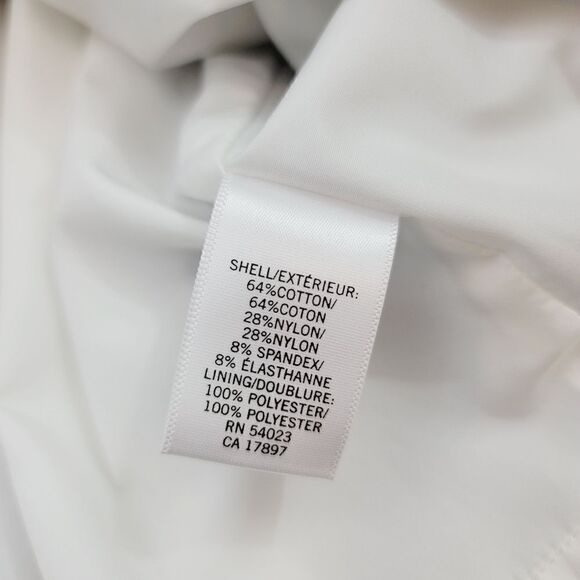 SHELL/EXTÉRIEUR:
64%COTTON/
64%COTON
28%NYLON/
28%NYLON
8% SPANDEX/
8% ÉLASTHANNE
LINING/DOUBLURE:
100% POLYESTER/
100% POLYESTER
RN 54023
CA 17897